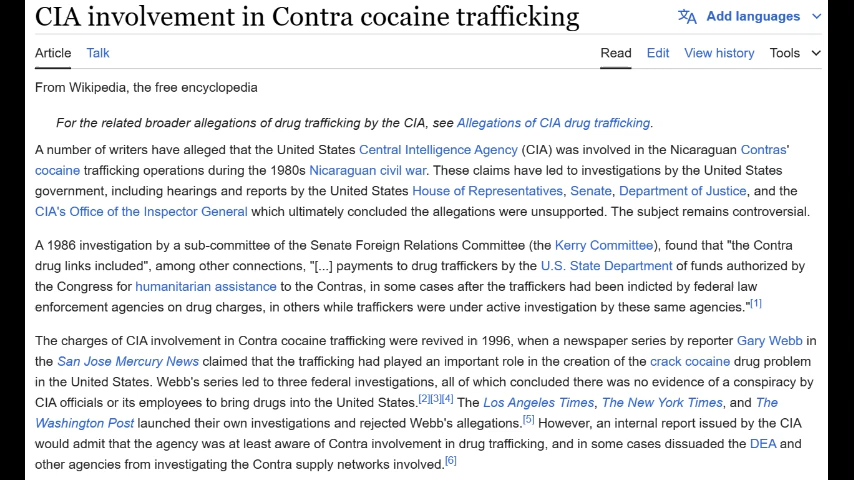 CIA involvement in Contra cocaine trafficking
Add languages
Article Talk Read Edit View history Tools
From Wikipedia, the free encyclopedia
For the related broader allegations of drug trafficking by the CIA, see Allegations of CIA drug trafficking.
A number of writers have alleged that the United States Central Intelligence Agency (CIA) was involved in the Nicaraguan Contras'
cocaine trafficking operations during the 1980s Nicaraguan civil war. These claims have led to investigations by the United States
government, including hearings and reports by the United States House of Representatives, Senate, Department of Justice, and the
CIA's Office of the Inspector General which ultimately concluded the allegations were unsupported. The subject remains controversial.
A 1986 investigation by a sub-committee of the Senate Foreign Relations Committee (the Kerry Committee), found that "the Contra
drug links included", among other connections, "[...] payments to drug traffickers by the U.S. State Department of funds authorized by
the Congress for humanitarian assistance to the Contras, in some cases after the traffickers had been indicted by federal law
enforcement agencies on drug charges, in others while traffickers were under active investigation by these same agencies."[1]
The charges of CIA involvement in Contra cocaine trafficking were revived in 1996, when a newspaper series by reporter Gary Webb in
the San Jose Mercury News claimed that the trafficking had played an important role in the creation of the crack cocaine drug problem
in the United States. Webb's series led to three federal investigations, all of which concluded there was no evidence of a conspiracy by
CIA officials or its employees to bring drugs into the United States.[2][3][4] The Los Angeles Times, The New York Times, and The
Washington Post launched their own investigations and rejected Webb's allegations.[5] However, an internal report issued by the CIA
would admit that the agency was at least aware of Contra involvement in drug trafficking, and in some cases dissuaded the DEA and
other agencies from investigating the Contra supply networks involved.[6]